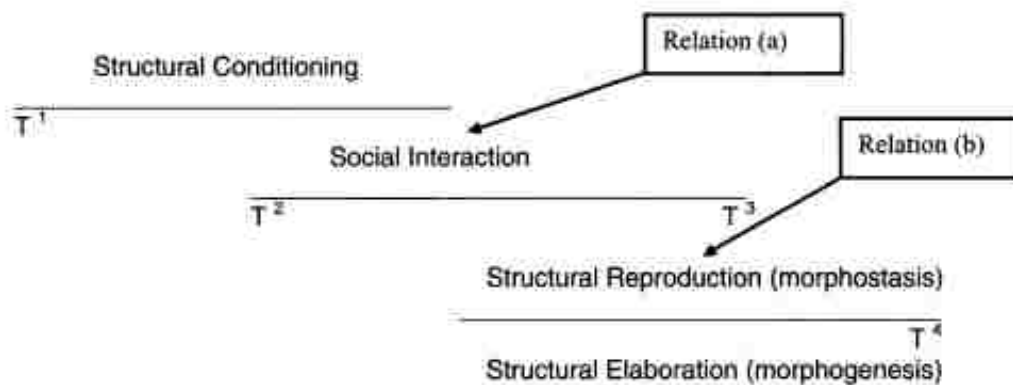 Relation (a)
Structural Conditioning
T 1
Relation (b)
Social Interaction
T 2
T 3
Structural Reproduction (morphostasis)
T 4
Structural Elaboration (morphogenesis)